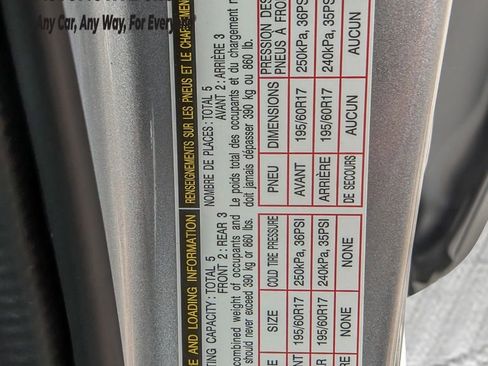 Any Car, Any Way, For Every
AND LOADING INFORMATION
TING CAPACITY: TOTAL 5
FRONT 2 : REAR 3
combined weight of occupants and
should never exceed 390 kg or 860 lbs.
SIZE COLD TIRE PRESSURE
NT 195/60R17 250kPa, 36PSI
AR 195/60R17 240kPa, 35PSI
NONE NONE
RENSEIGNEMENTS SUR LES PNEUS ET LE CHARGEMENT
NOMBRE DE PLACES: TOTAL 5
AVANT 2 : ARRIÈRE 3
Le poids total des occupants et du chargement
doit jamais dépasser 390 kg ou 860 lb.
PNEU DIMENSIONS PRESSION DES
PNEUS À FRO
AVANT 195/60R17 250kPa, 36PS
ARRIÈRE 195/60R17 240kPa, 35PS
DE SECOURS AUCUN AUCUN